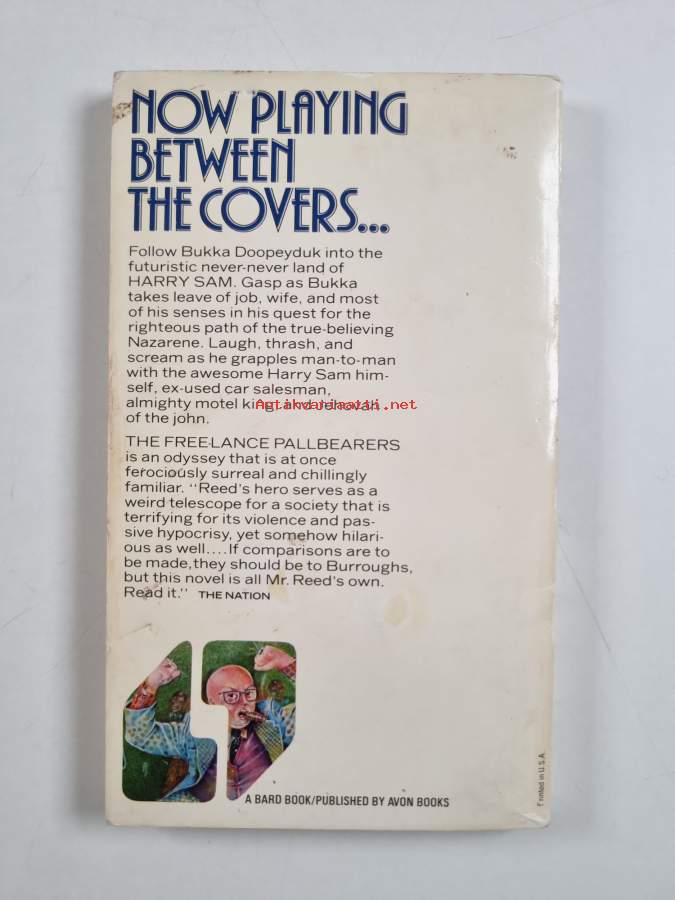 NOW PLAYING
BETWEEN
THE COVERS...
Follow Bukka Doopeyduk into the
futuristic never-never land of
HARRY SAM. Gasp as Bukka
takes leave of job, wife, and most
of his senses in his quest for the
righteous path of the true-believing
Nazarene. Laugh, thrash, and
scream as he grapples man-to-man
with the awesome Harry Sam him-
self, ex-used car salesman,
almighty motel king, and Jehovah
of the john.
Antikvariaatti.net
THE FREE-LANCE PALLBEARERS
is an odyssey that is at once
ferociously surreal and chillingly
familiar. "Reed's hero serves as a
weird telescope for a society that is
terrifying for its violence and pas-
sive hypocrisy, yet somehow hilari-
ous as well....If comparisons are to
be made, they should be to Burroughs,
but this novel is all Mr. Reed's own.
Read it." THE NATION
A BARD BOOK/PUBLISHED BY AVON BOOKS
Printed in U.S.A.